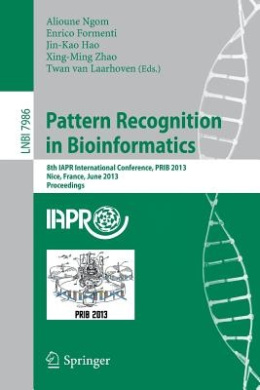 Alioune Ngom
Enrico Formenti
Jin-Kao Hao
Xing-Ming Zhao
Twan van Laarhoven (Eds.)
LNBI 7986
Pattern Recognition
in Bioinformatics
8th IAPR International Conference, PRIB 2013
Nice, France, June 2013
Proceedings
IAPR
PRIB 2013
Springer